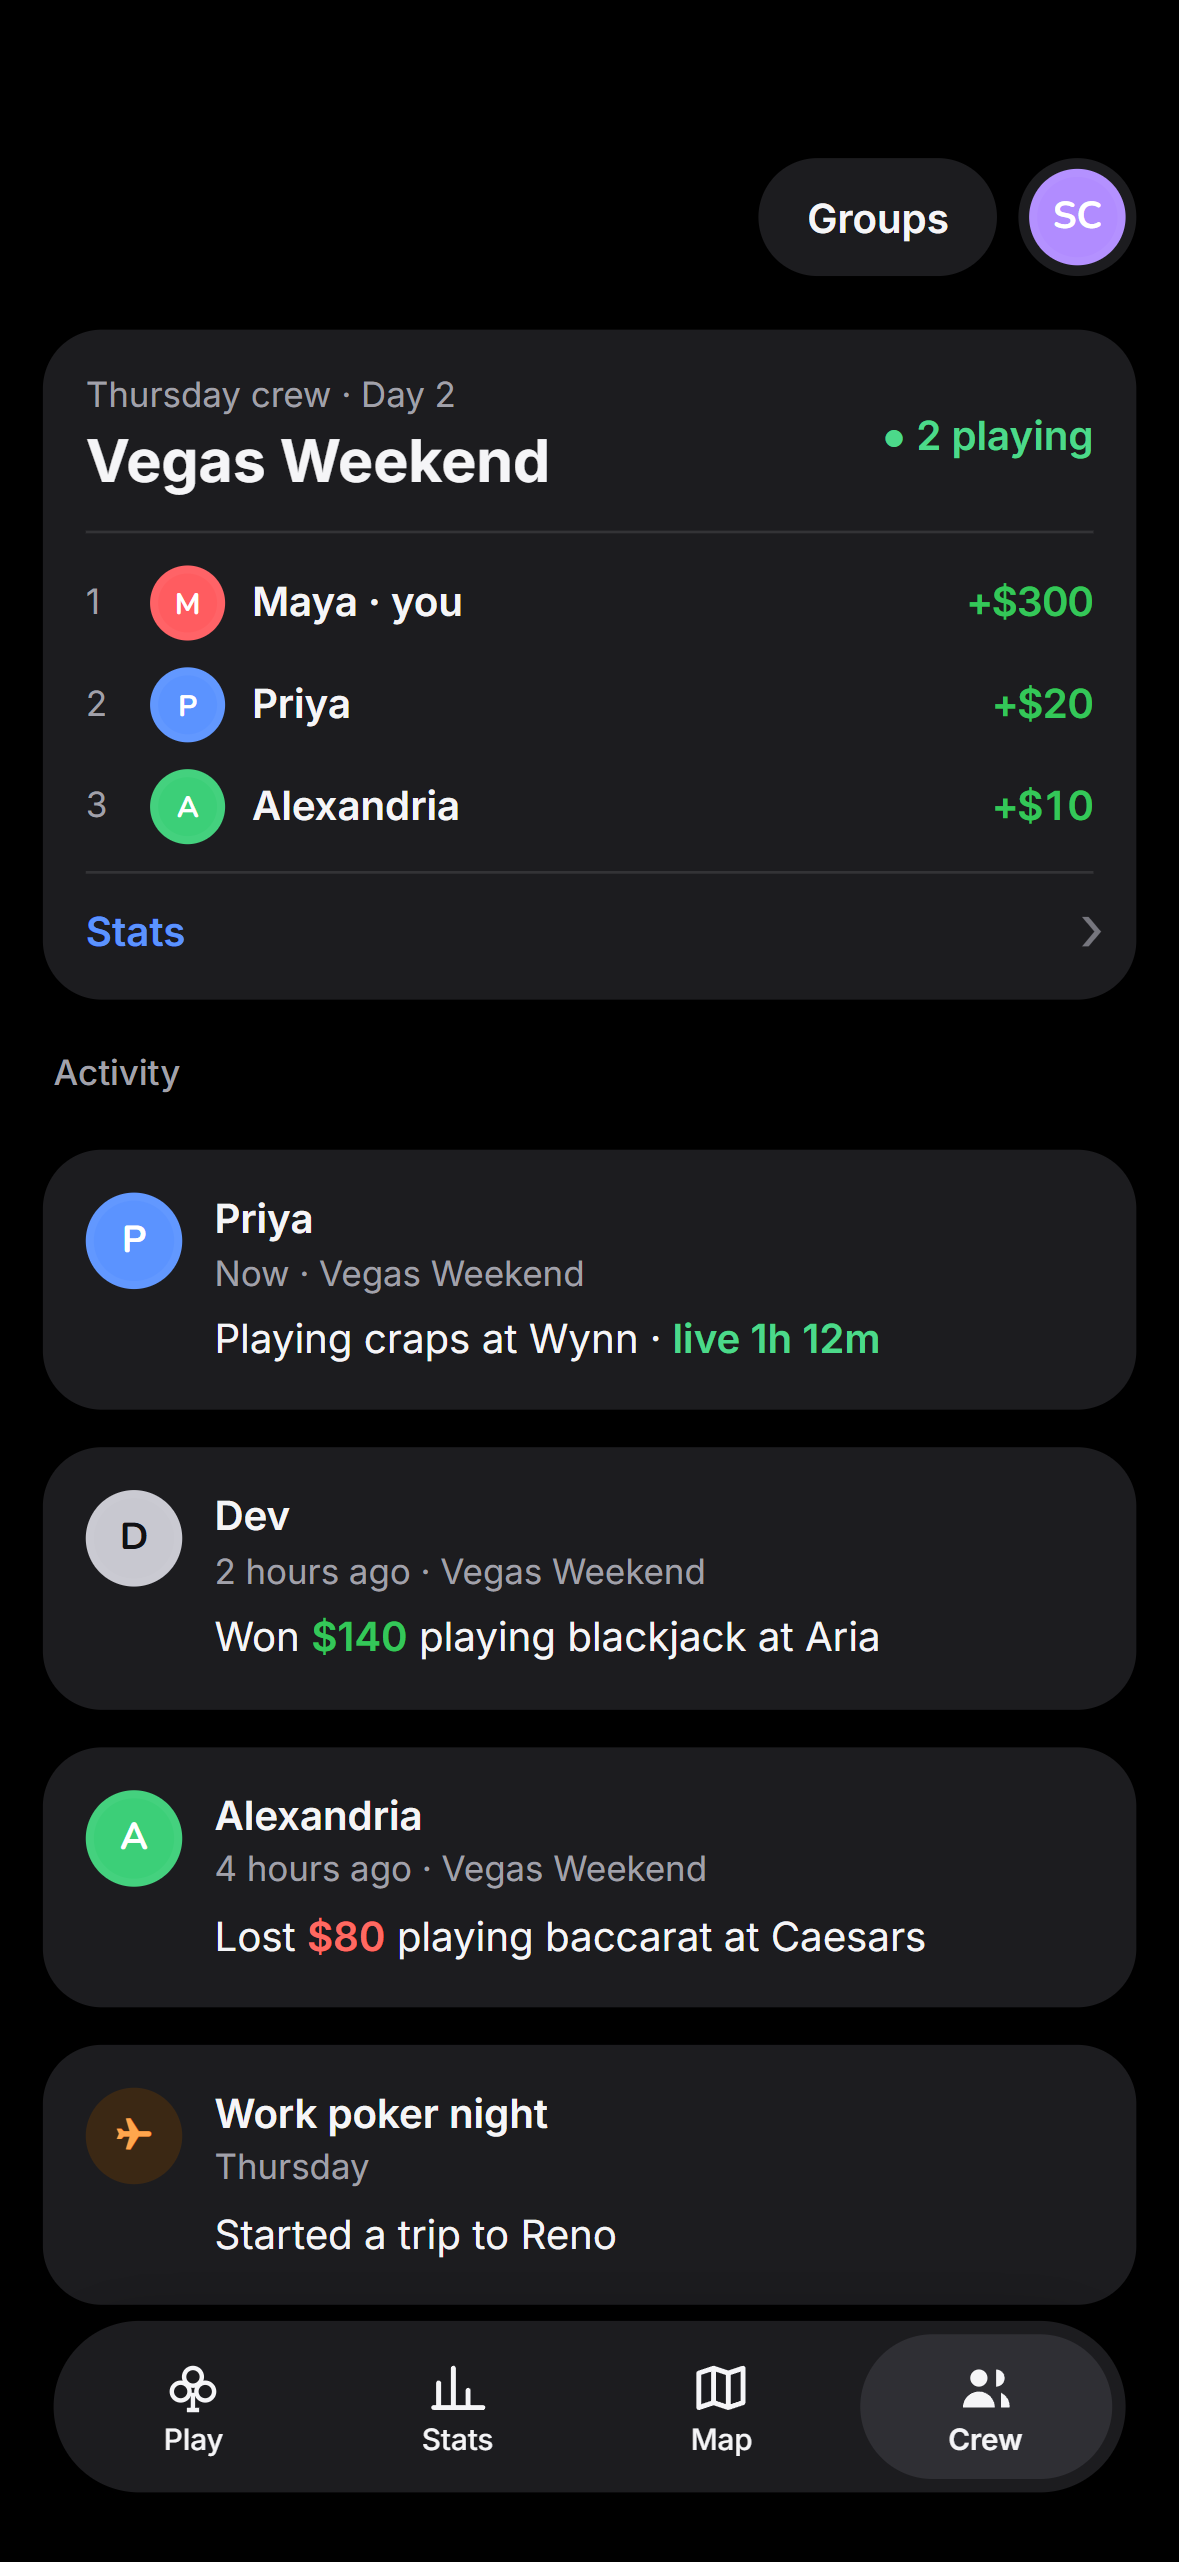 Groups
SC
Thursday crew · Day 2
Vegas Weekend
● 2 playing
1 M Maya · you +$300
2 P Priya +$20
3 A Alexandria +$10
Stats
Activity
P
Priya
Now · Vegas Weekend
Playing craps at Wynn · live 1h 12m
D
Dev
2 hours ago · Vegas Weekend
Won $140 playing blackjack at Aria
A
Alexandria
4 hours ago · Vegas Weekend
Lost $80 playing baccarat at Caesars
Work poker night
Thursday
Started a trip to Reno
Play Stats Map Crew